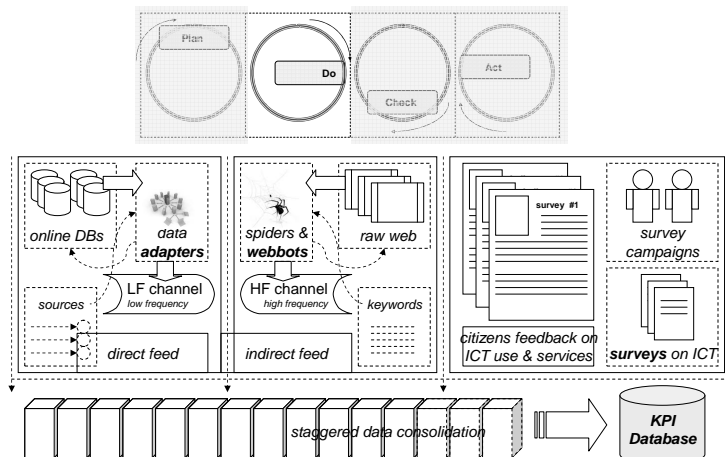 Plan
Do
Check
Act
online DBs
data
adapters
spiders &
webbots
raw web
survey #1
survey
campaigns
sources
LF channel
low frequency
HF channel
high frequency
keywords
direct feed
indirect feed
citizens feedback on
ICT use & services
surveys on ICT
staggered data consolidation
KPI
Database